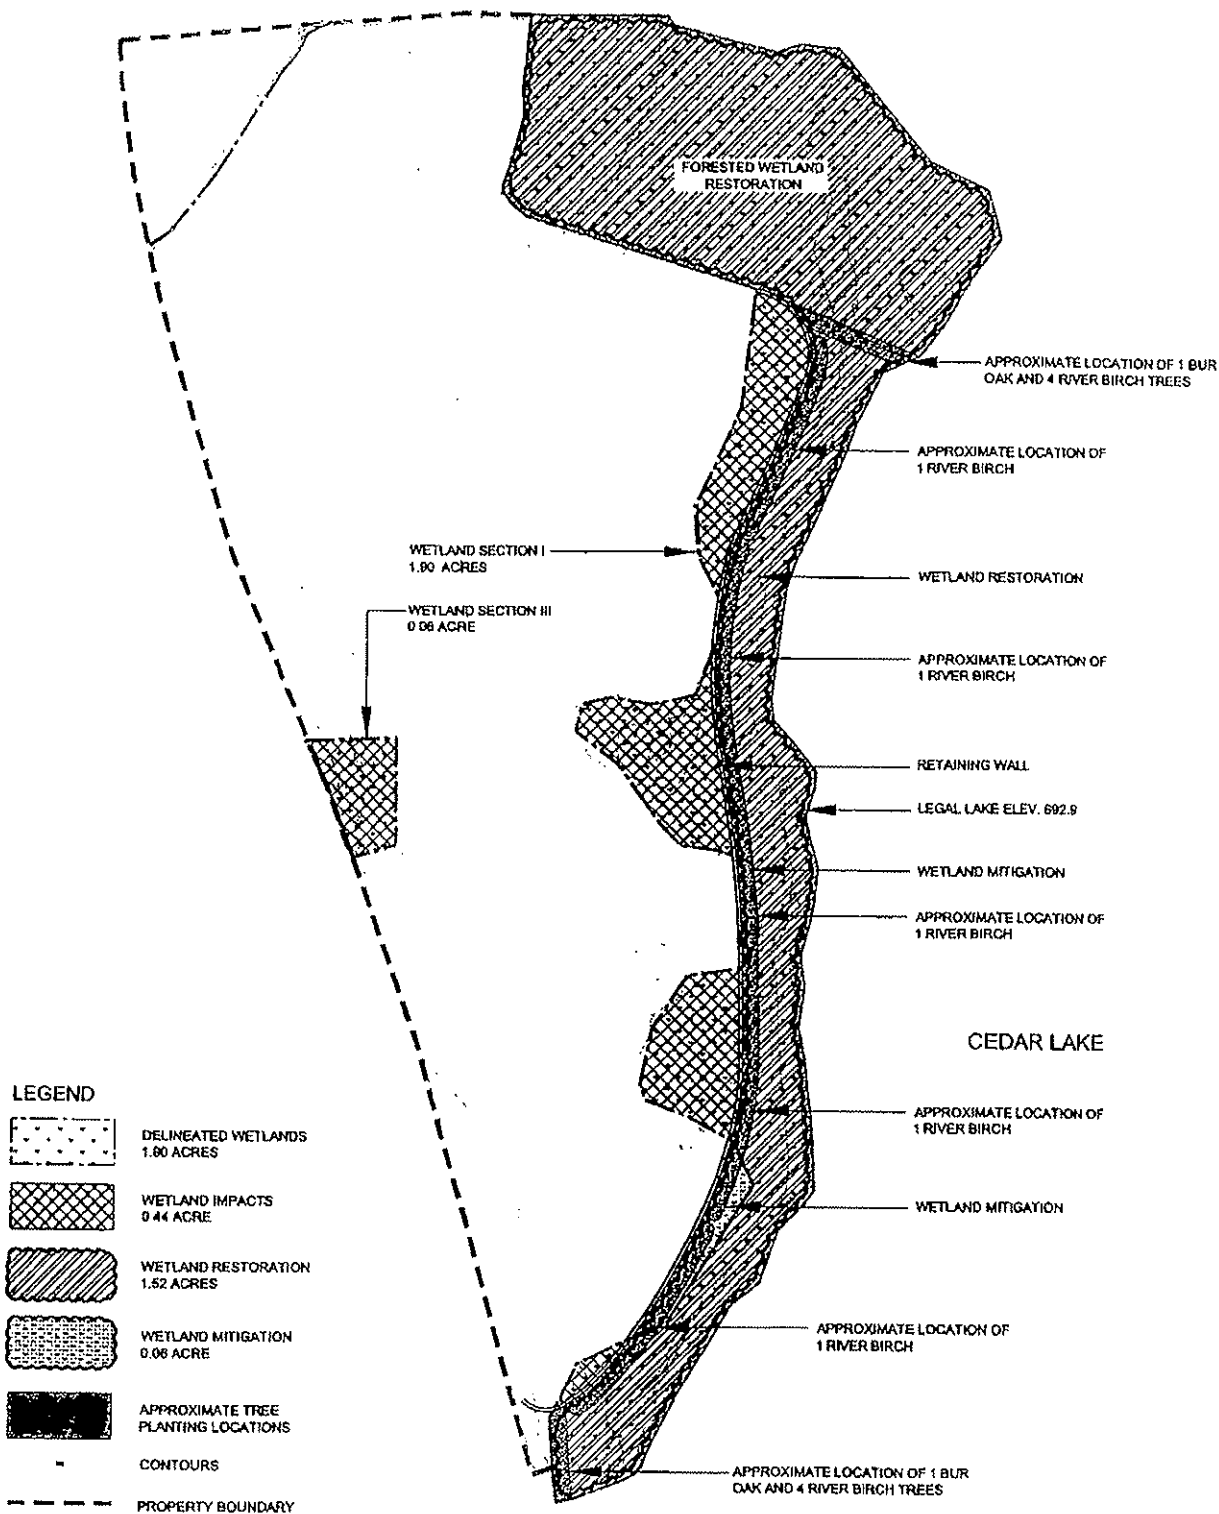 FORESTED WETLAND
RESTORATION
APPROXIMATE LOCATION OF 1 BUR
OAK AND 4 RIVER BIRCH TREES
APPROXIMATE LOCATION OF
1 RIVER BIRCH
WETLAND SECTION I
1.90 ACRES
WETLAND RESTORATION
WETLAND SECTION III
0.06 ACRE
APPROXIMATE LOCATION OF
1 RIVER BIRCH
RETAINING WALL
LEGAL LAKE ELEV. 692.9
WETLAND MITIGATION
APPROXIMATE LOCATION OF
1 RIVER BIRCH
CEDAR LAKE
APPROXIMATE LOCATION OF
1 RIVER BIRCH
WETLAND MITIGATION
APPROXIMATE LOCATION OF
1 RIVER BIRCH
APPROXIMATE LOCATION OF 1 BUR
OAK AND 4 RIVER BIRCH TREES
LEGEND
DELINEATED WETLANDS
1.90 ACRES
WETLAND IMPACTS
0.44 ACRE
WETLAND RESTORATION
1.52 ACRES
WETLAND MITIGATION
0.06 ACRE
APPROXIMATE TREE
PLANTING LOCATIONS
CONTOURS
PROPERTY BOUNDARY